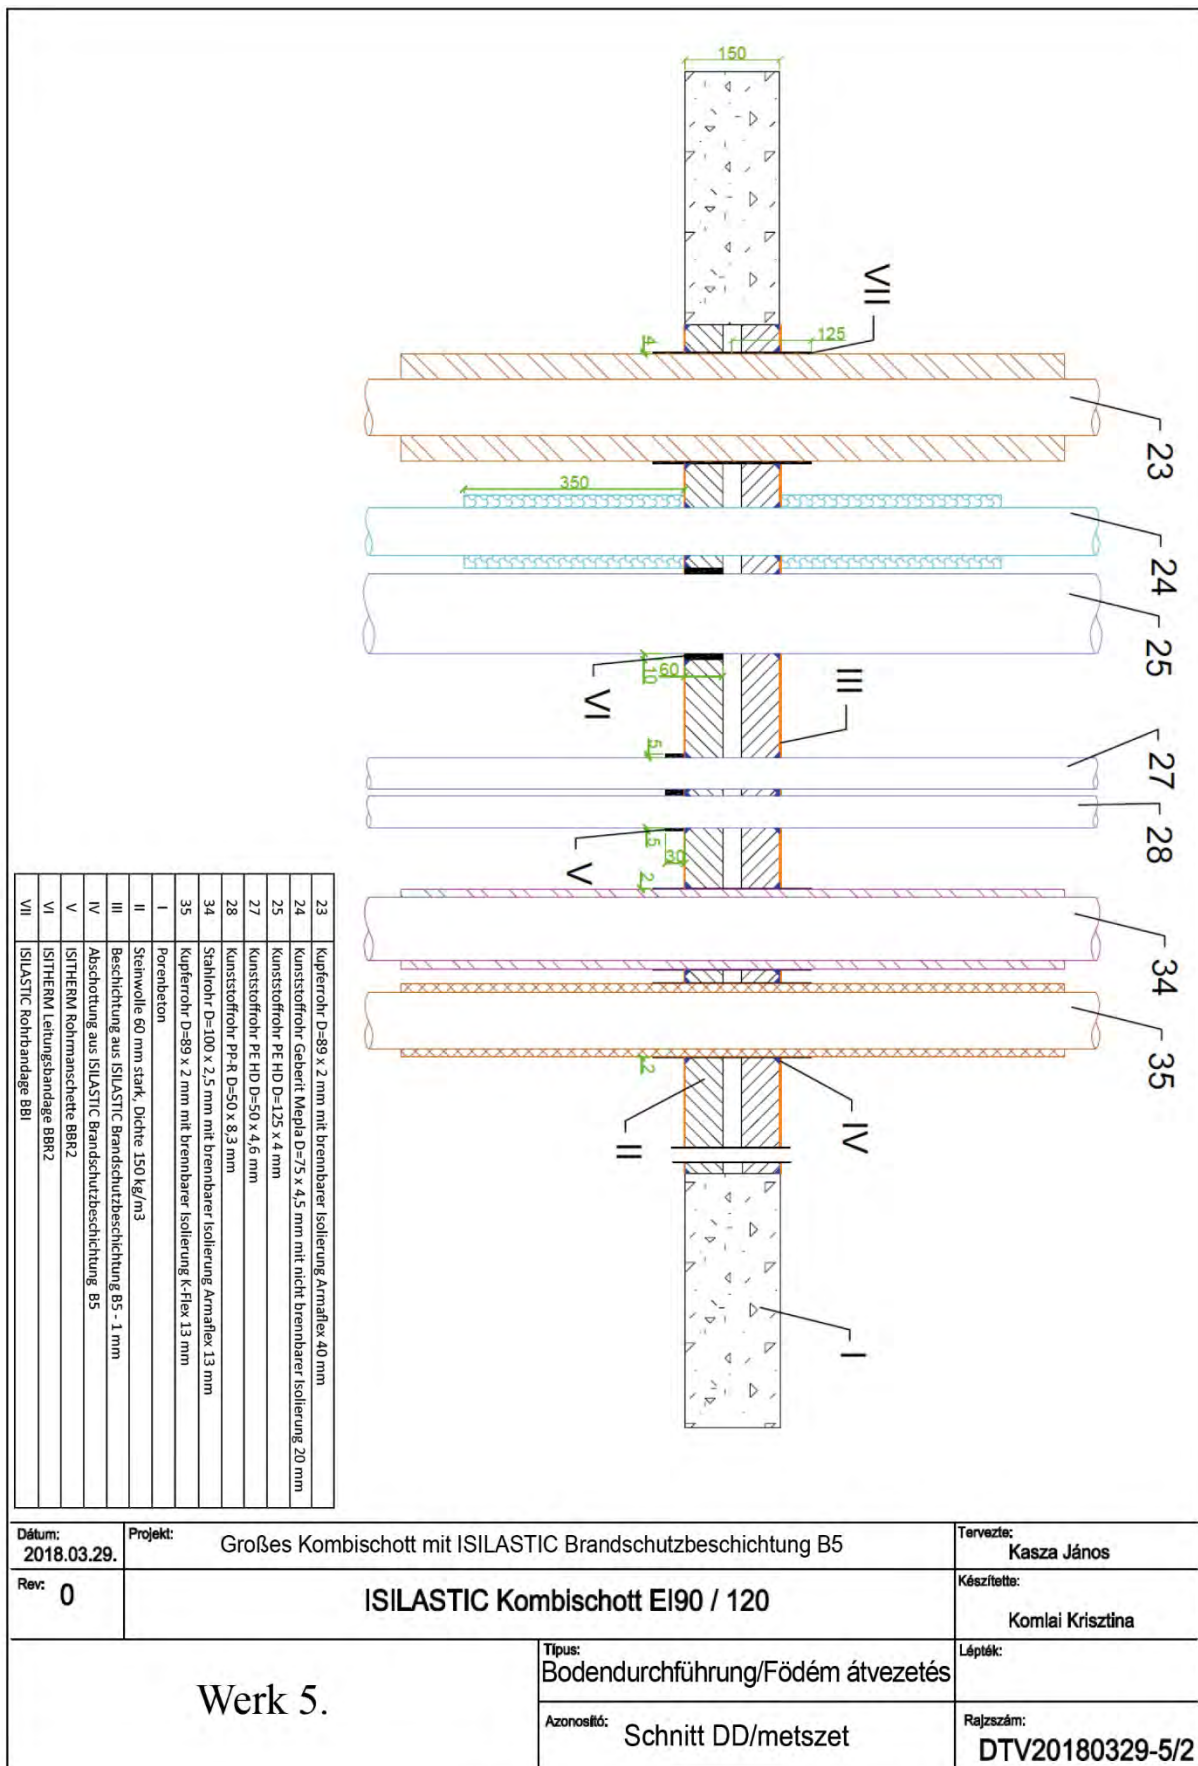 150
VII
125
4
23
350
24
25
60
10
VI
III
5
27
28
5
30
V
2
34
35
2
IV
II
I
23 Kupferrohr D=89 x 2 mm mit brennbarer Isolierung Armaflex 40 mm
24 Kunststoffrohr Geberit Mepla D=75 x 4,5 mm mit nicht brennbarer Isolierung 20 mm
25 Kunststoffrohr PE HD D=125 x 4 mm
27 Kunststoffrohr PE HD D=50 x 4,6 mm
28 Kunststoffrohr PP-R D=50 x 8,3 mm
34 Stahlrohr D=100 x 2,5 mm mit brennbarer Isolierung Armaflex 13 mm
35 Kupferrohr D=89 x 2 mm mit brennbarer Isolierung K-Flex 13 mm
I Porenbeton
II Steinwolle 60 mm stark, Dichte 150 kg/m3
III Beschichtung aus ISILASTIC Brandschutzbeschichtung B5 - 1 mm
IV Abschottung aus ISILASTIC Brandschutzbeschichtung B5
V ISITHERM Rohrmanschette BBR2
VI ISITHERM Leitungsbandage BBR2
VII ISILASTIC Rohrbandage BBI
Dátum:
2018.03.29.
Projekt:
Großes Kombischott mit ISILASTIC Brandschutzbeschichtung B5
Tervezte:
Kasza János
Rev: 0
ISILASTIC Kombischott EI90 / 120
Készítette:
Komlai Krisztina
Werk 5.
Típus:
Bodendurchführung/Födém átvezetés
Lépték:
Azonosító: Schnitt DD/metszet
Rajzszám:
DTV20180329-5/2